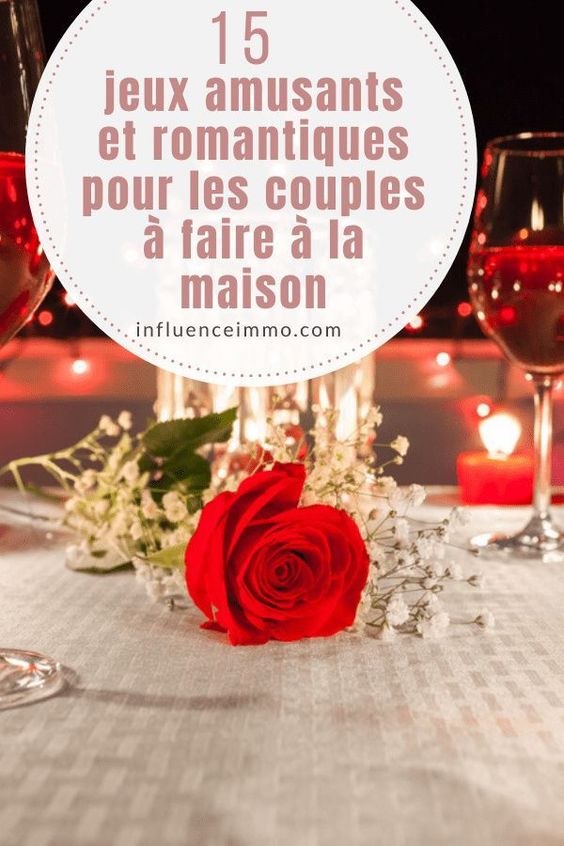 15
jeux amusants
et romantiques
pour les couples
à faire à la
maison
influenceimmo.com